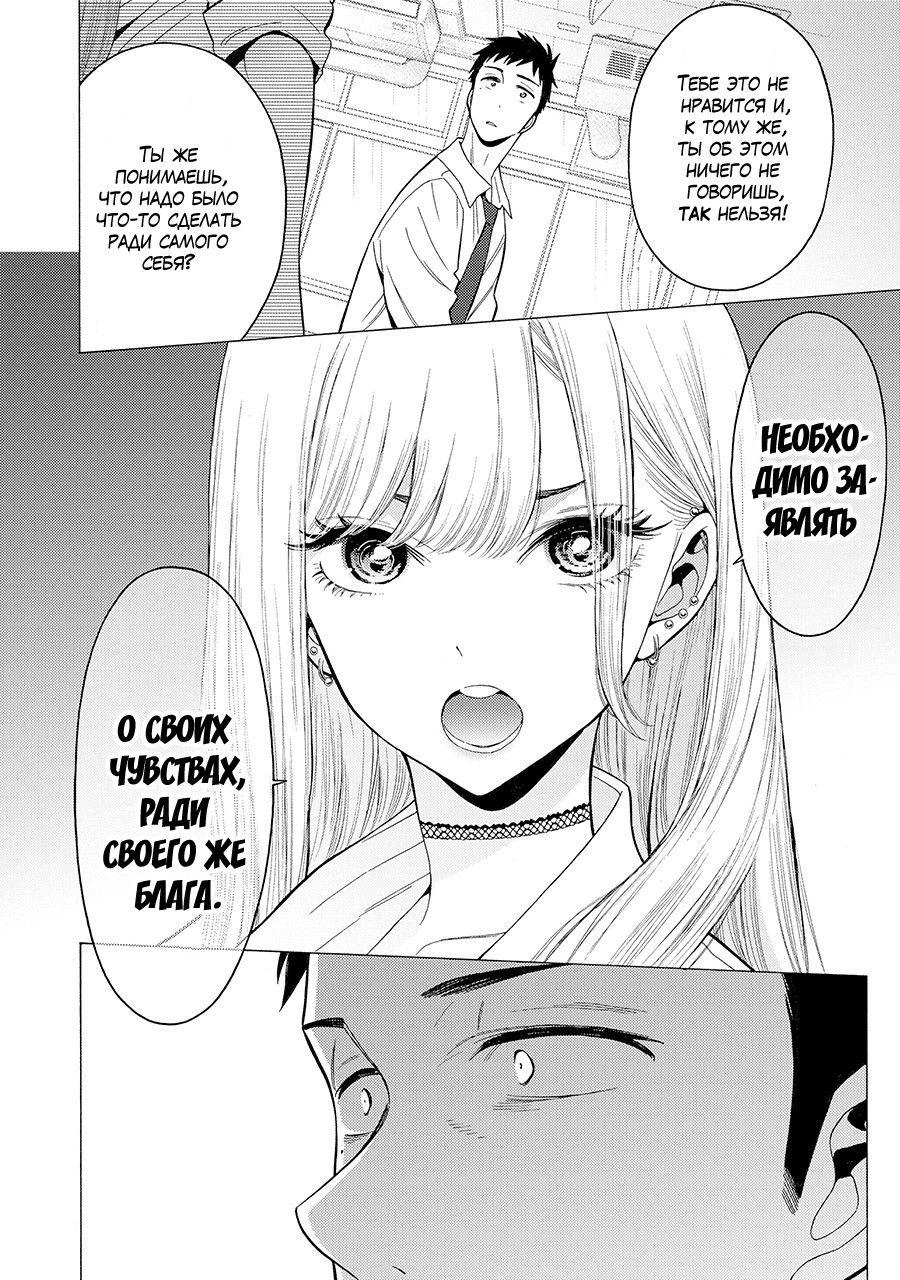 Тебе это не
нравится и,
к тому же,
ты об этом
ничего не
говоришь,
так нельзя!
Ты же
понимаешь,
что надо было
что-то сделать
ради самого
себя?
Необхо-
димо за-
являть
о своих
чувствах,
ради
своего же
блага.